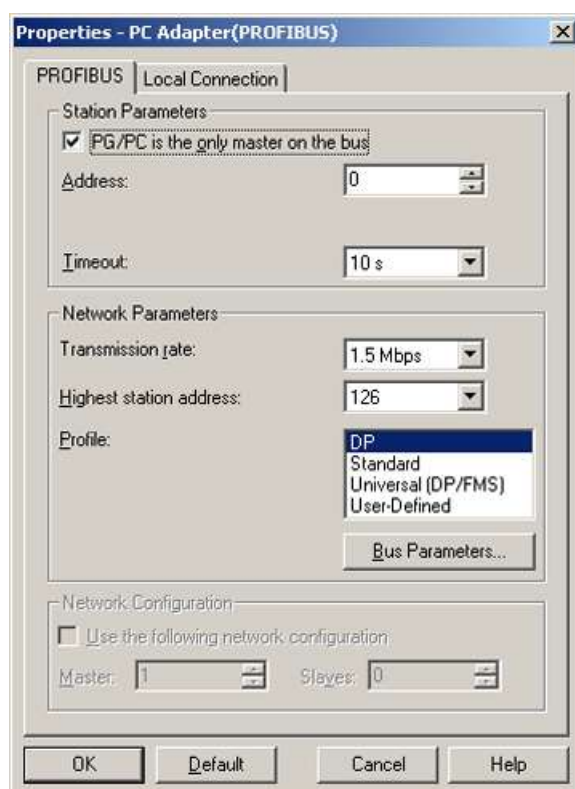 Properties - PC Adapter(PROFIBUS)
PROFIBUS Local Connection
Station Parameters
PG/PC is the only master on the bus
Address: 0
Timeout: 10 s
Network Parameters
Transmission rate: 1.5 Mbps
Highest station address: 126
Profile: DP
Standard
Universal (DP/FMS)
User-Defined
Bus Parameters...
Network Configuration
Use the following network configuration
Master: 1 Slaves: 0
OK Default Cancel Help